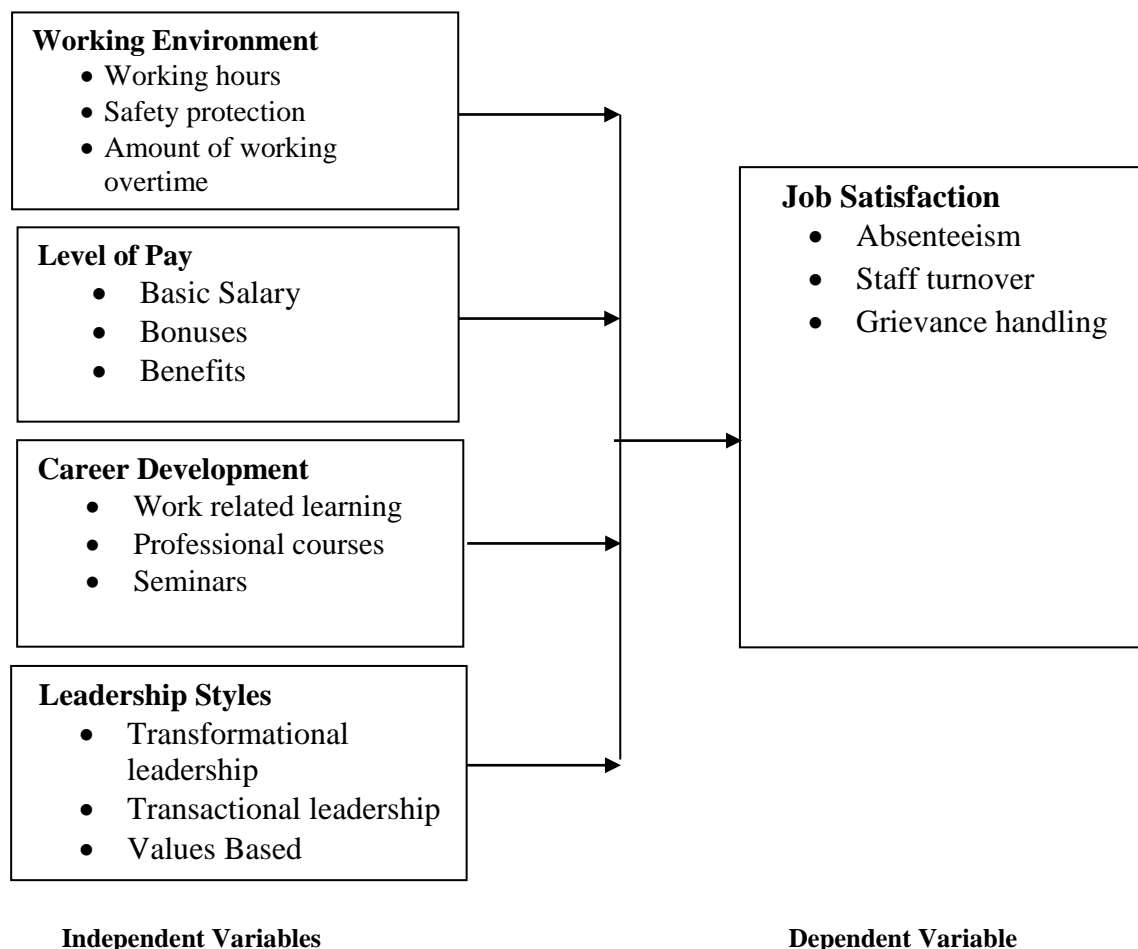 Working Environment
• Working hours
• Safety protection
• Amount of working
overtime
Level of Pay
• Basic Salary
• Bonuses
• Benefits
Career Development
• Work related learning
• Professional courses
• Seminars
Leadership Styles
• Transformational
leadership
• Transactional leadership
• Values Based
Job Satisfaction
• Absenteeism
• Staff turnover
• Grievance handling
Independent Variables
Dependent Variable